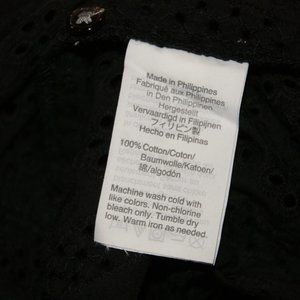 Made in Philippines
Fabriqué aux Philippines
in Den Philippinen
Hergestellt
Vervaardigd in Filipijnen
フィリピン製
Hecho en Filipinas
100% Cotton/Coton/
Baumwolle/Katoen/
綿/algodón
Machine wash cold with
like colors. Non-chlorine
bleach only. Tumble dry
low. Warm iron as needed.